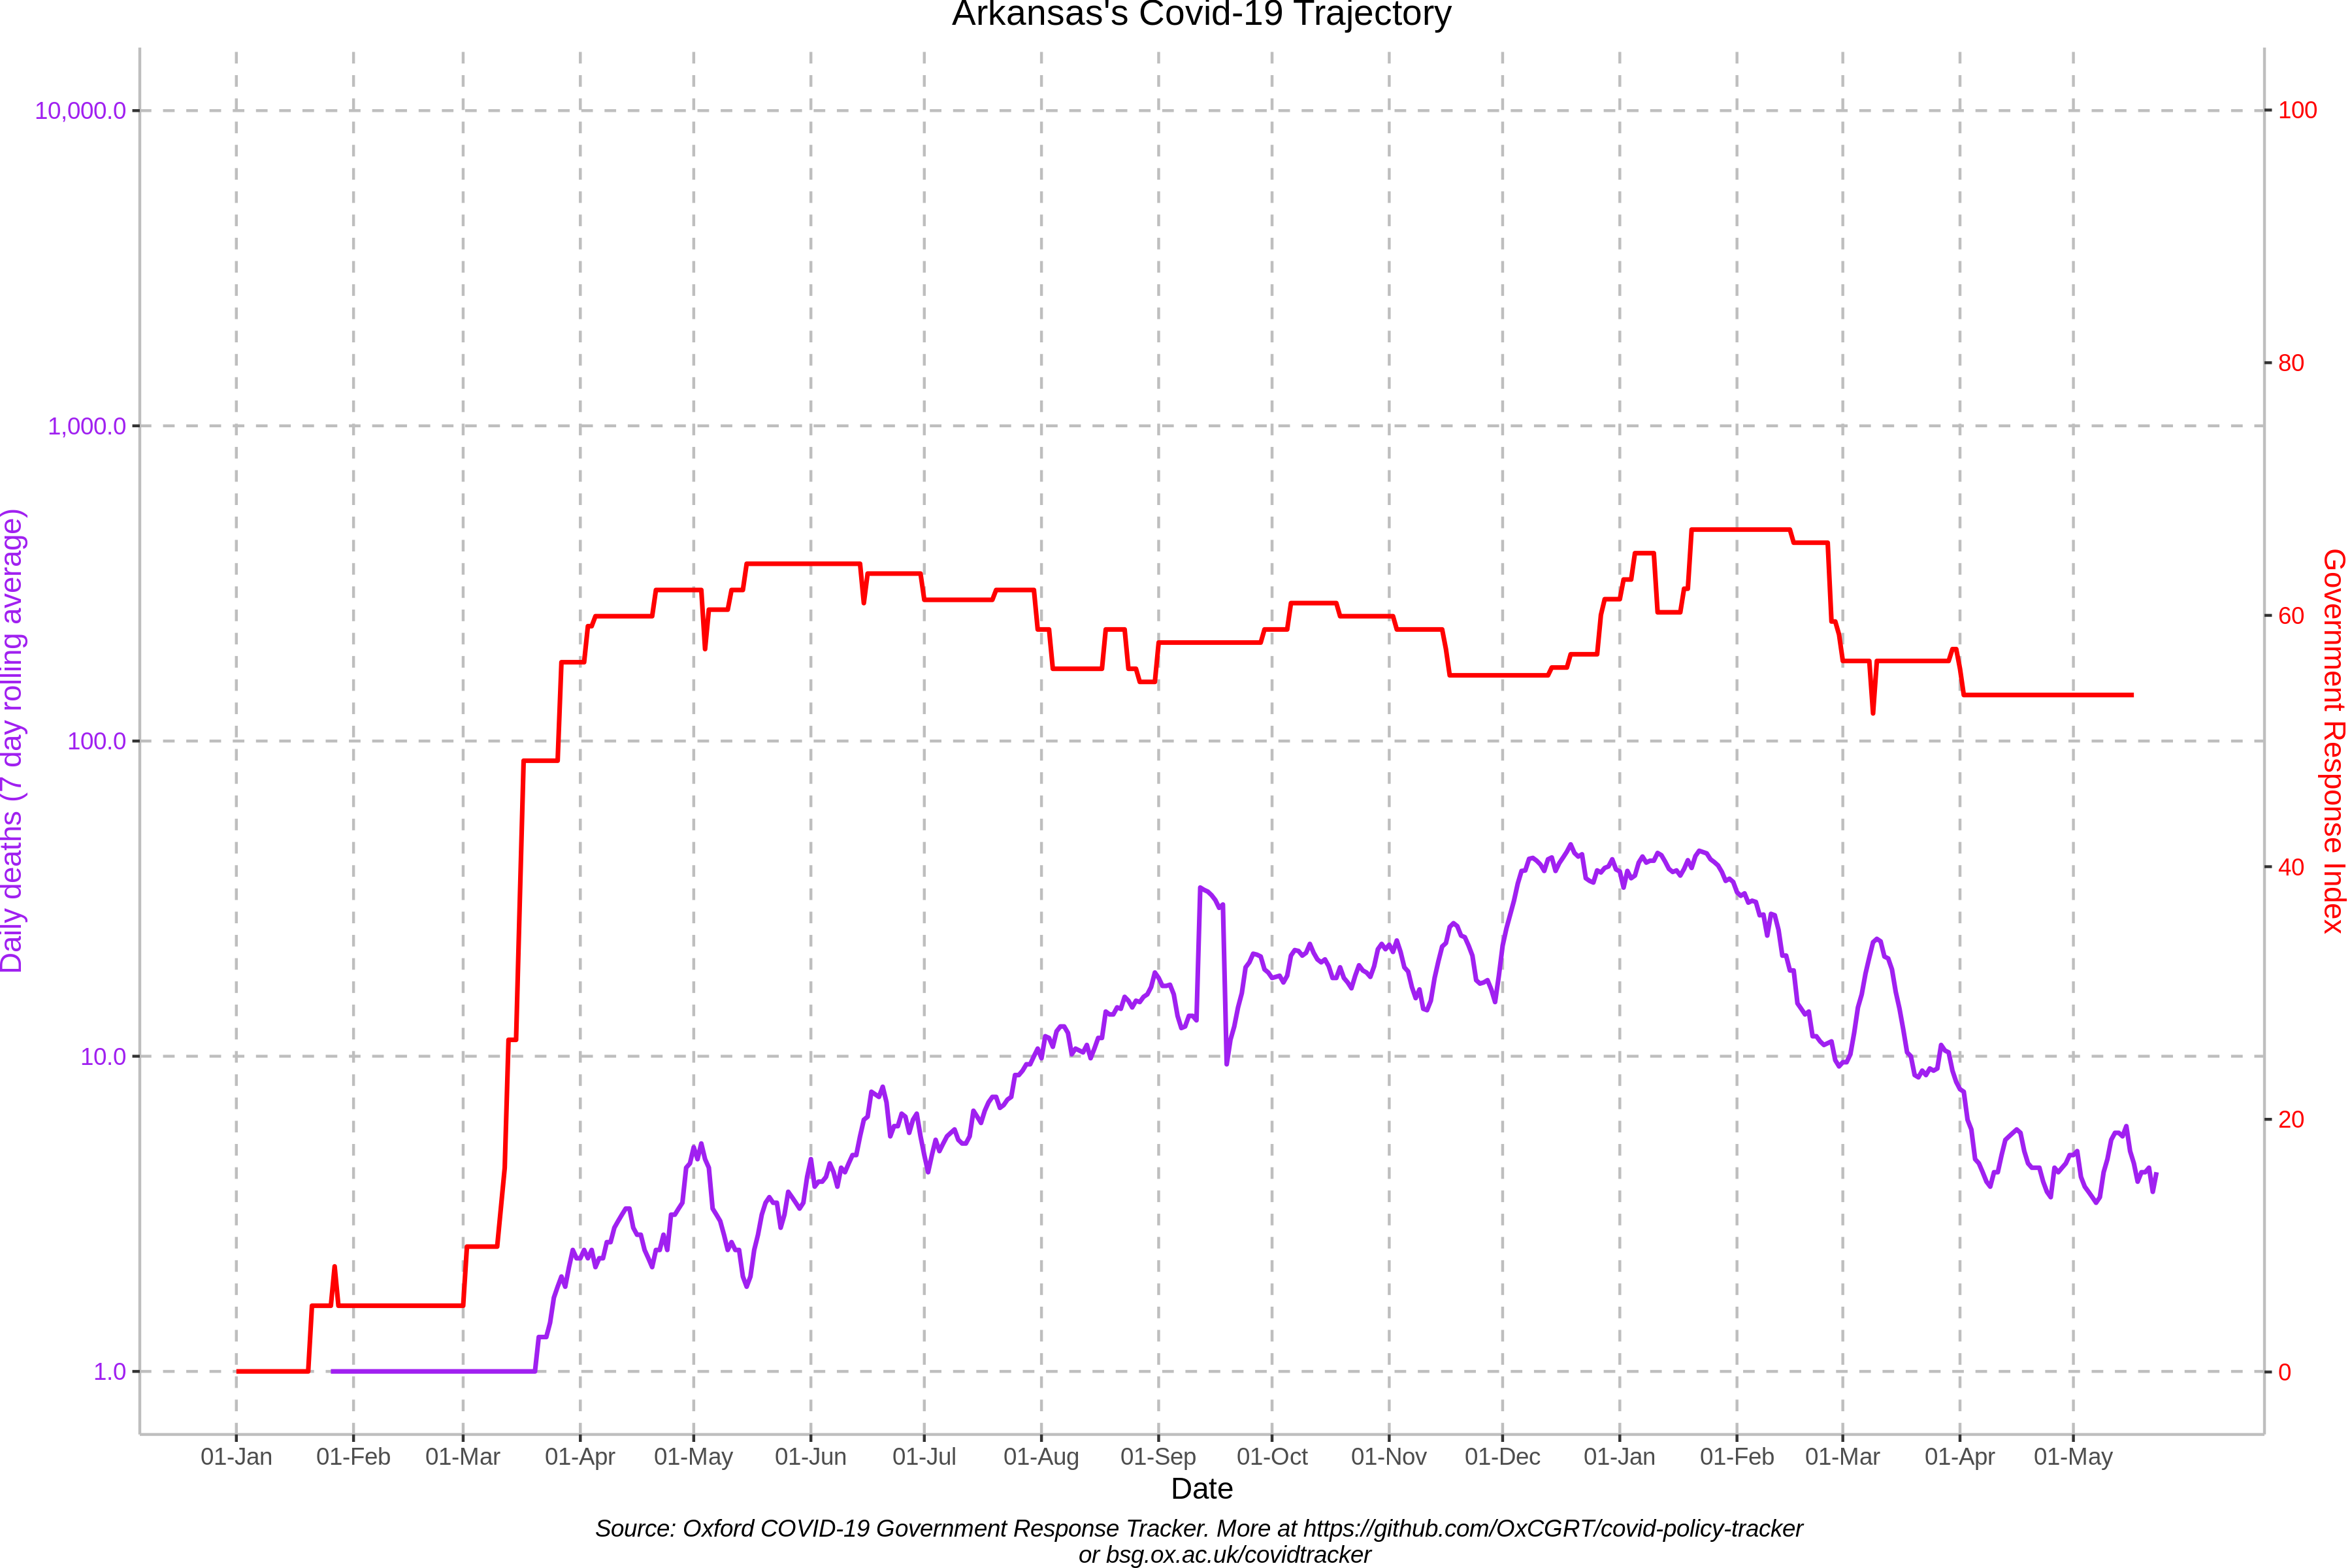 Arkansas's Covid-19 Trajectory
10,000.0
1,000.0
100.0
10.0
1.0
Daily deaths (7 day rolling average)
100
80
60
40
20
0
Government Response Index
01-Jan 01-Feb 01-Mar 01-Apr 01-May 01-Jun 01-Jul 01-Aug 01-Sep 01-Oct 01-Nov 01-Dec 01-Jan 01-Feb 01-Mar 01-Apr 01-May
Date
Source: Oxford COVID-19 Government Response Tracker. More at https://github.com/OxCGRT/covid-policy-tracker
or bsg.ox.ac.uk/covidtracker